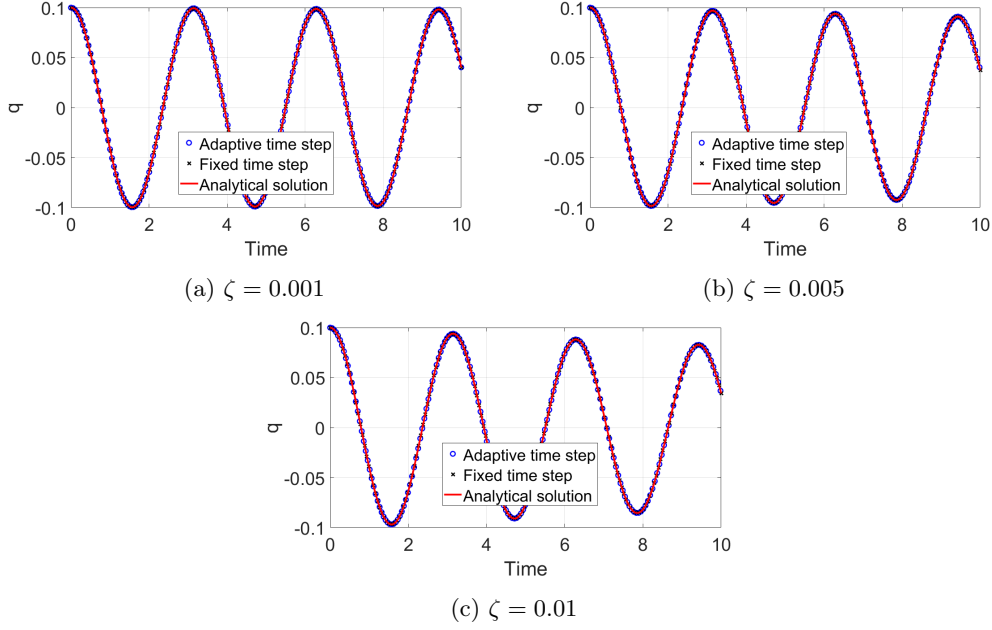 0.1
0.05
0
-0.05
-0.1
q
0 2 4 6 8 10
Time
Adaptive time step
Fixed time step
Analytical solution
(a) ζ = 0.001
0.1
0.05
0
-0.05
-0.1
q
0 2 4 6 8 10
Time
Adaptive time step
Fixed time step
Analytical solution
(b) ζ = 0.005
0.1
0.05
0
-0.05
-0.1
q
0 2 4 6 8 10
Time
Adaptive time step
Fixed time step
Analytical solution
(c) ζ = 0.01